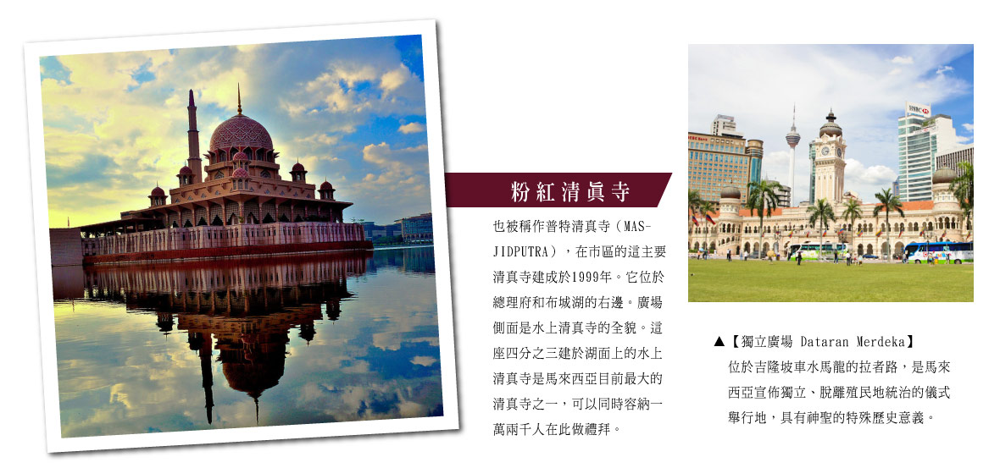 粉紅清真寺
也被稱作普特清真寺（MAS-
JIDPUTRA），在市區的這主要
清真寺建成於1999年。它位於
總理府和布城湖的右邊。廣場
側面是水上清真寺的全貌。這
座四分之三建於湖面上的水上
清真寺是馬來西亞目前最大的
清真寺之一，可以同時容納一
萬兩千人在此做禮拜。
HSBC
▲【獨立廣場 Dataran Merdeka】
位於吉隆坡車水馬龍的拉者路，是馬來
西亞宣佈獨立、脫離殖民地統治的儀式
舉行地，具有神聖的特殊歷史意義。